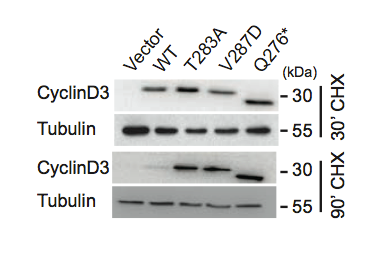 Vector WT T283A V287D Q276*
(kDa)
CyclinD3 - 30
Tubulin - 55
30' CHX
CyclinD3 - 30
Tubulin - 55
90' CHX